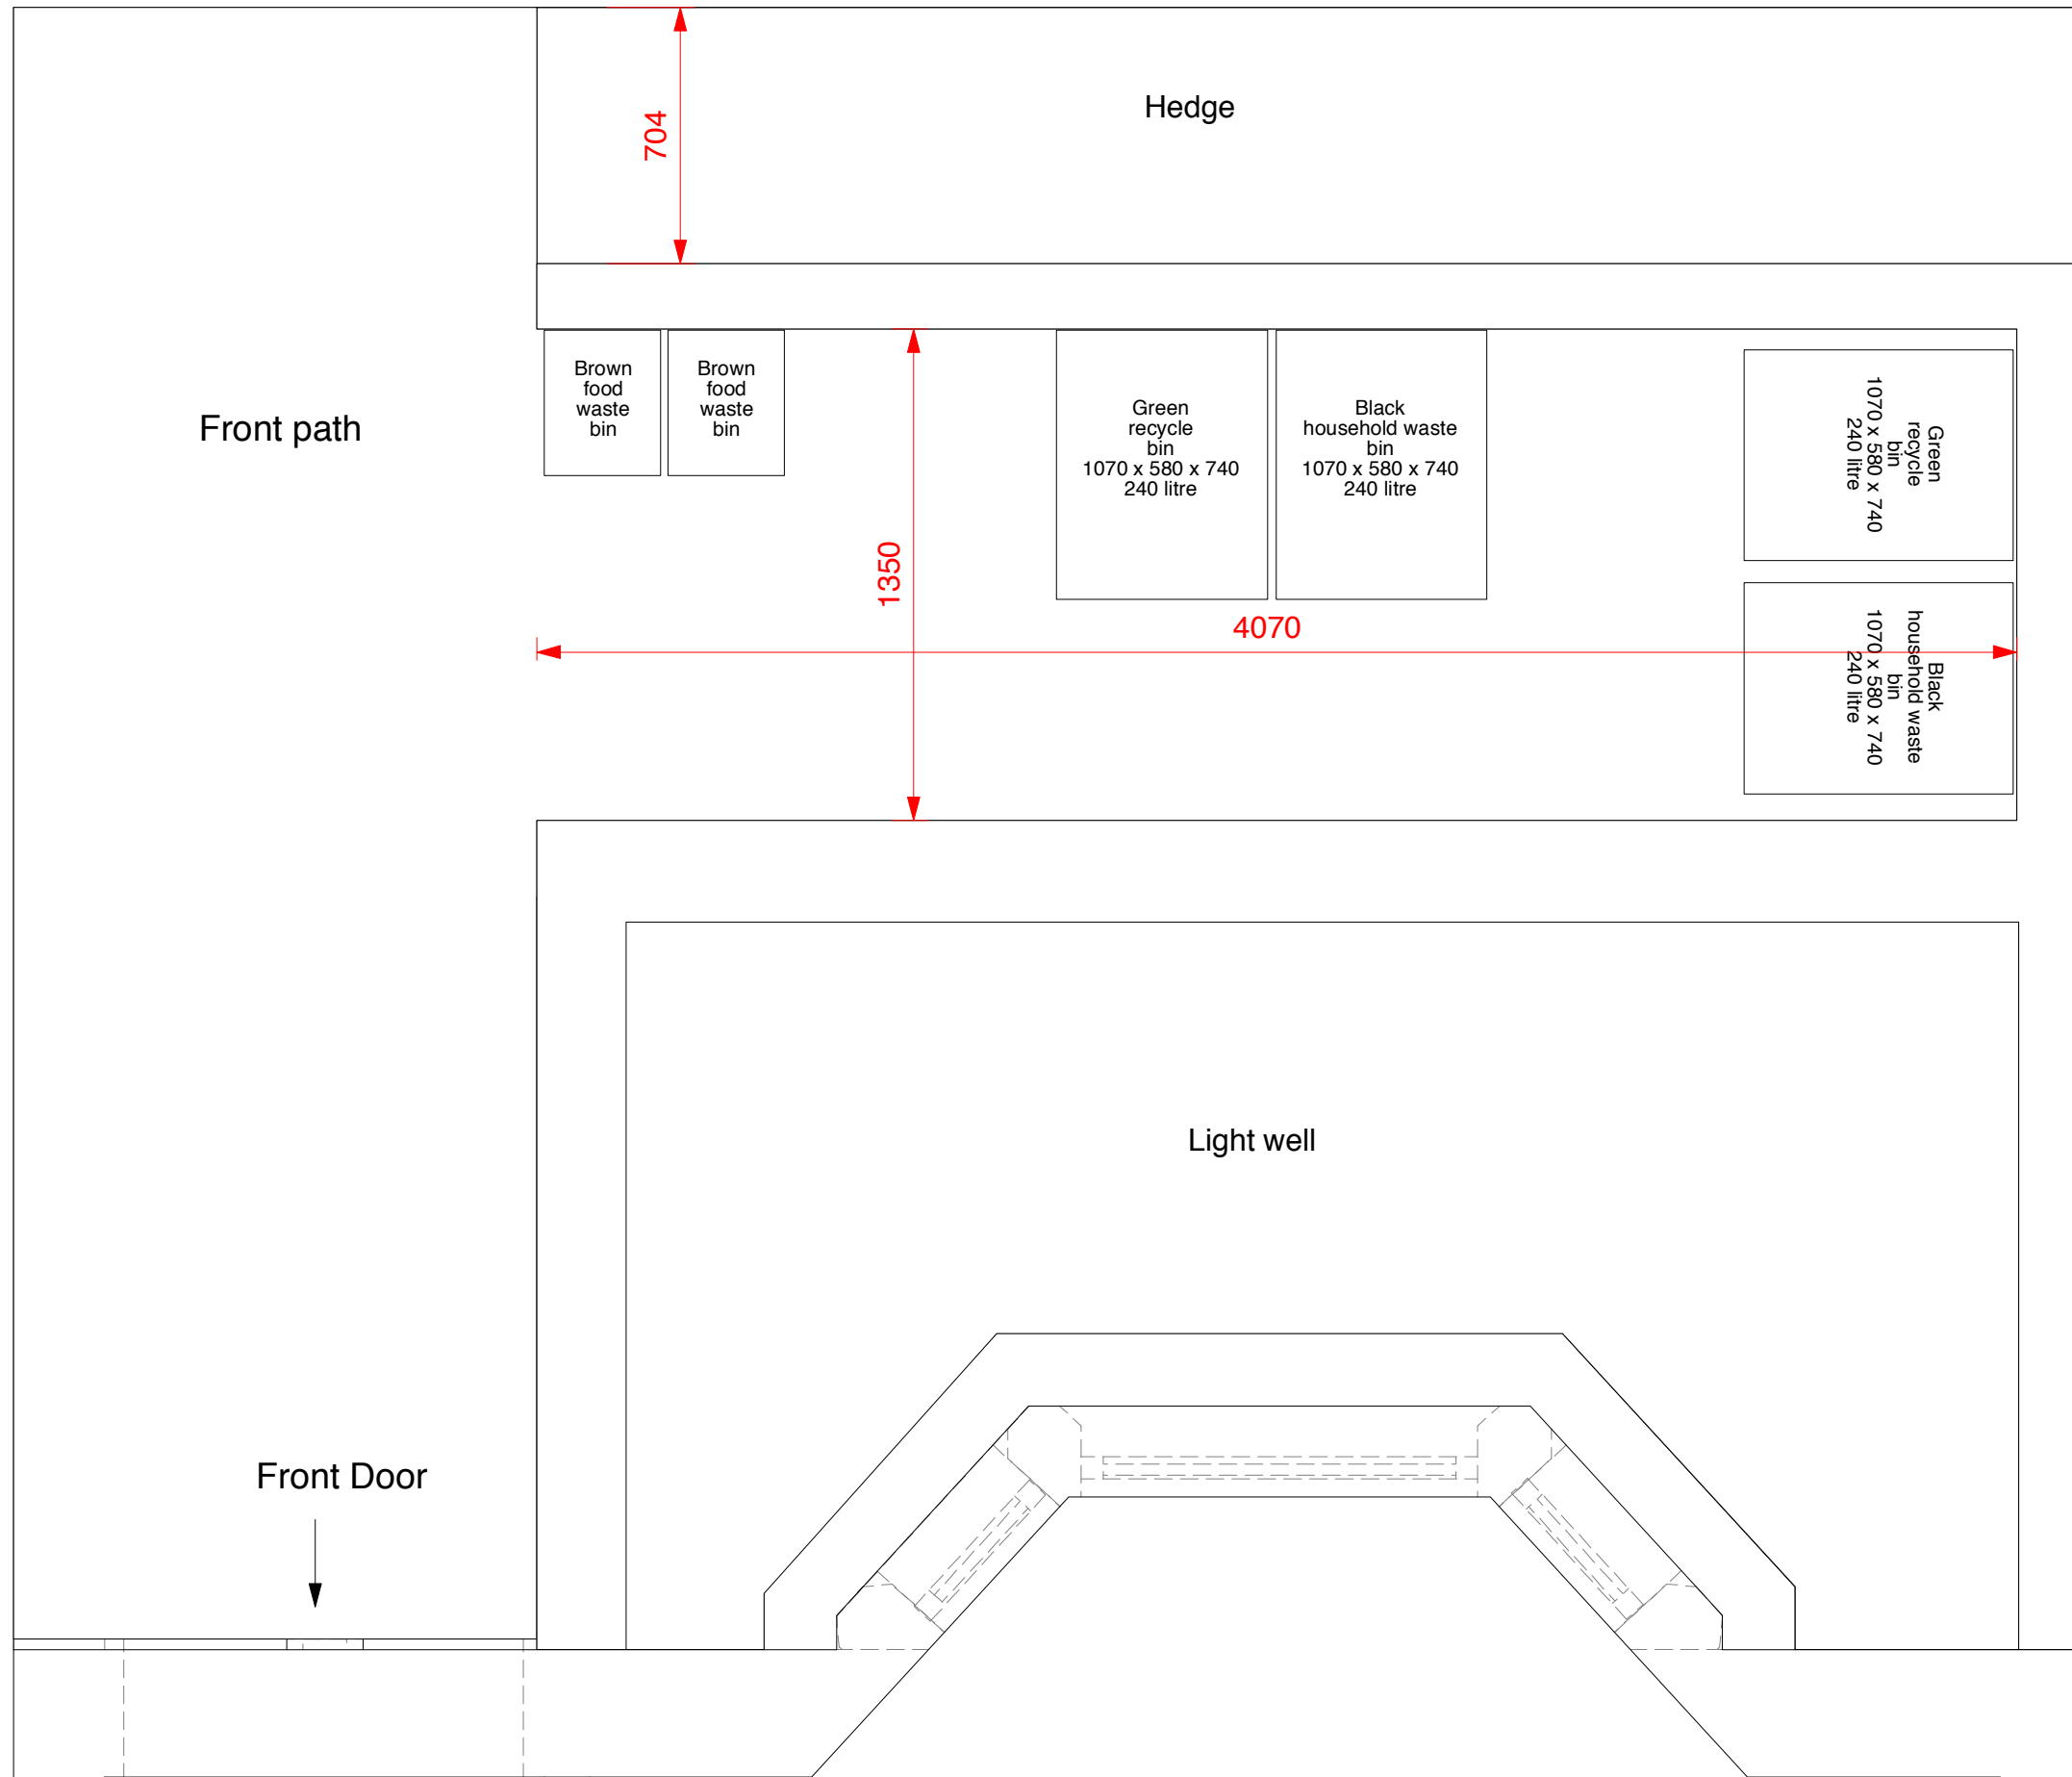 Hedge
704
Front path
Brown
food
waste
bin
Brown
food
waste
bin
Green
recycle
bin
1070 x 580 x 740
240 litre
Black
household waste
bin
1070 x 580 x 740
240 litre
Green
recycle
bin
1070 x 580 x 740
240 litre
1350
4070
Black
household waste
bin
1070 x 580 x 740
240 litre
Light well
Front Door